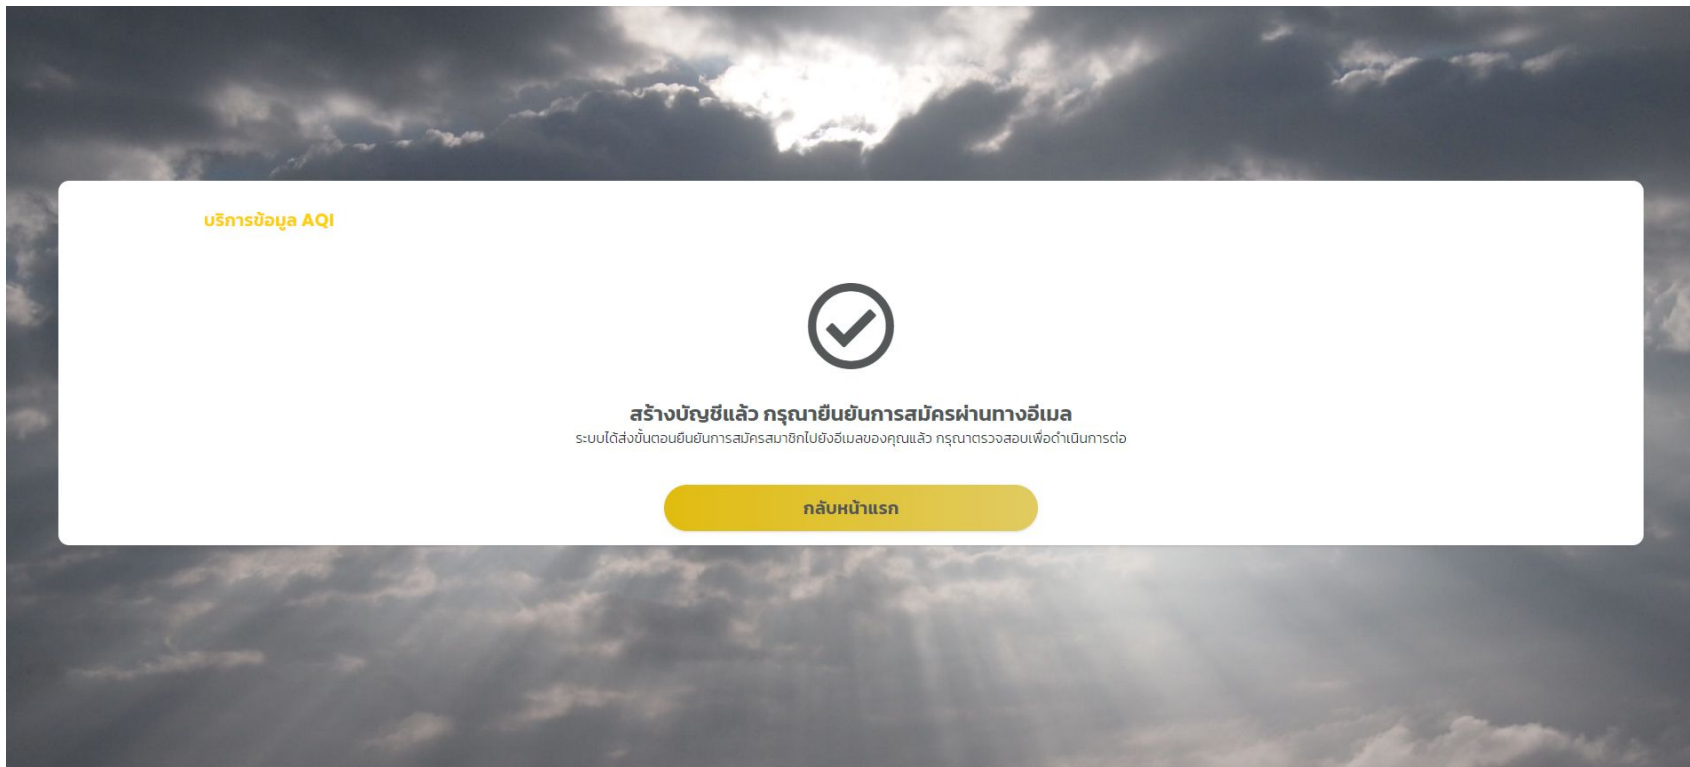 บริการข้อมูล AQI
สร้างบัญชีแล้ว กรุณายืนยันการสมัครผ่านทางอีเมล
ระบบได้ส่งขั้นตอนยืนยันการสมัครสมาชิกไปยังอีเมลของคุณแล้ว กรุณาตรวจสอบเพื่อดำเนินการต่อ
กลับหน้าแรก